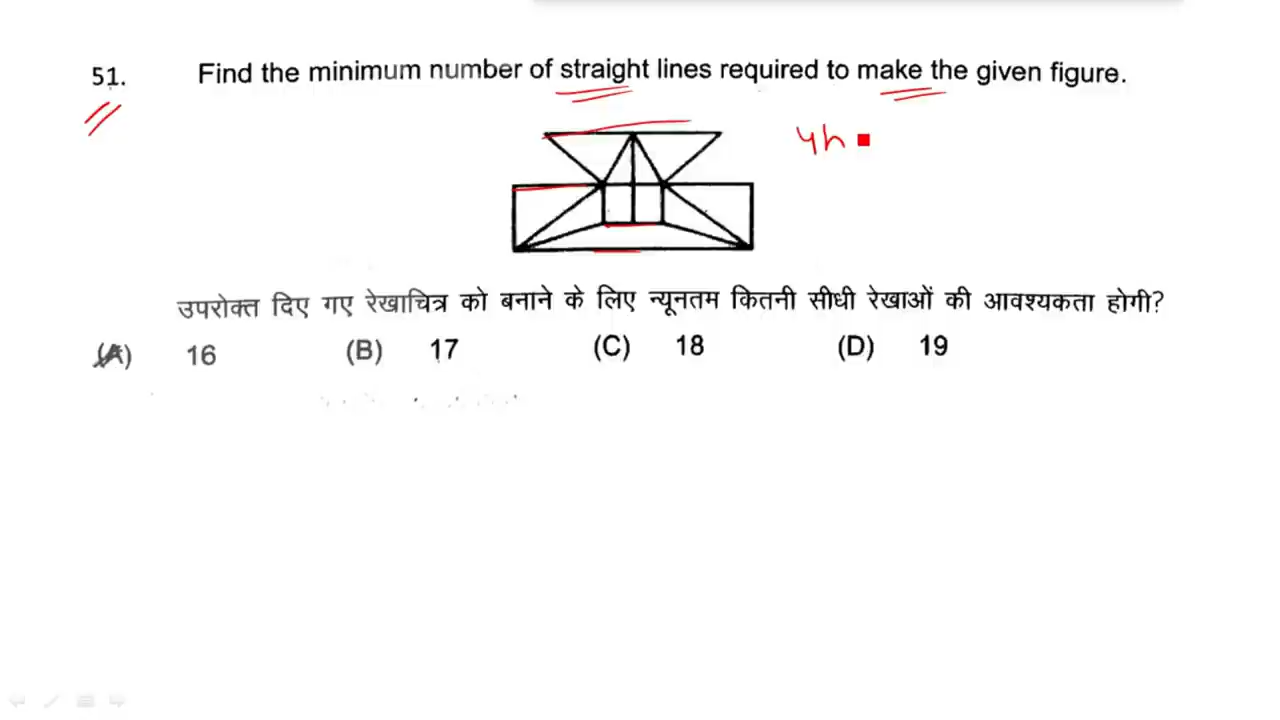 51. Find the minimum number of straight lines required to make the given figure.
4h
उपरोक्त दिए गए रेखाचित्र को बनाने के लिए न्यूनतम कितनी सीधी रेखाओं की आवश्यकता होगी?
(A) 16 (B) 17 (C) 18 (D) 19